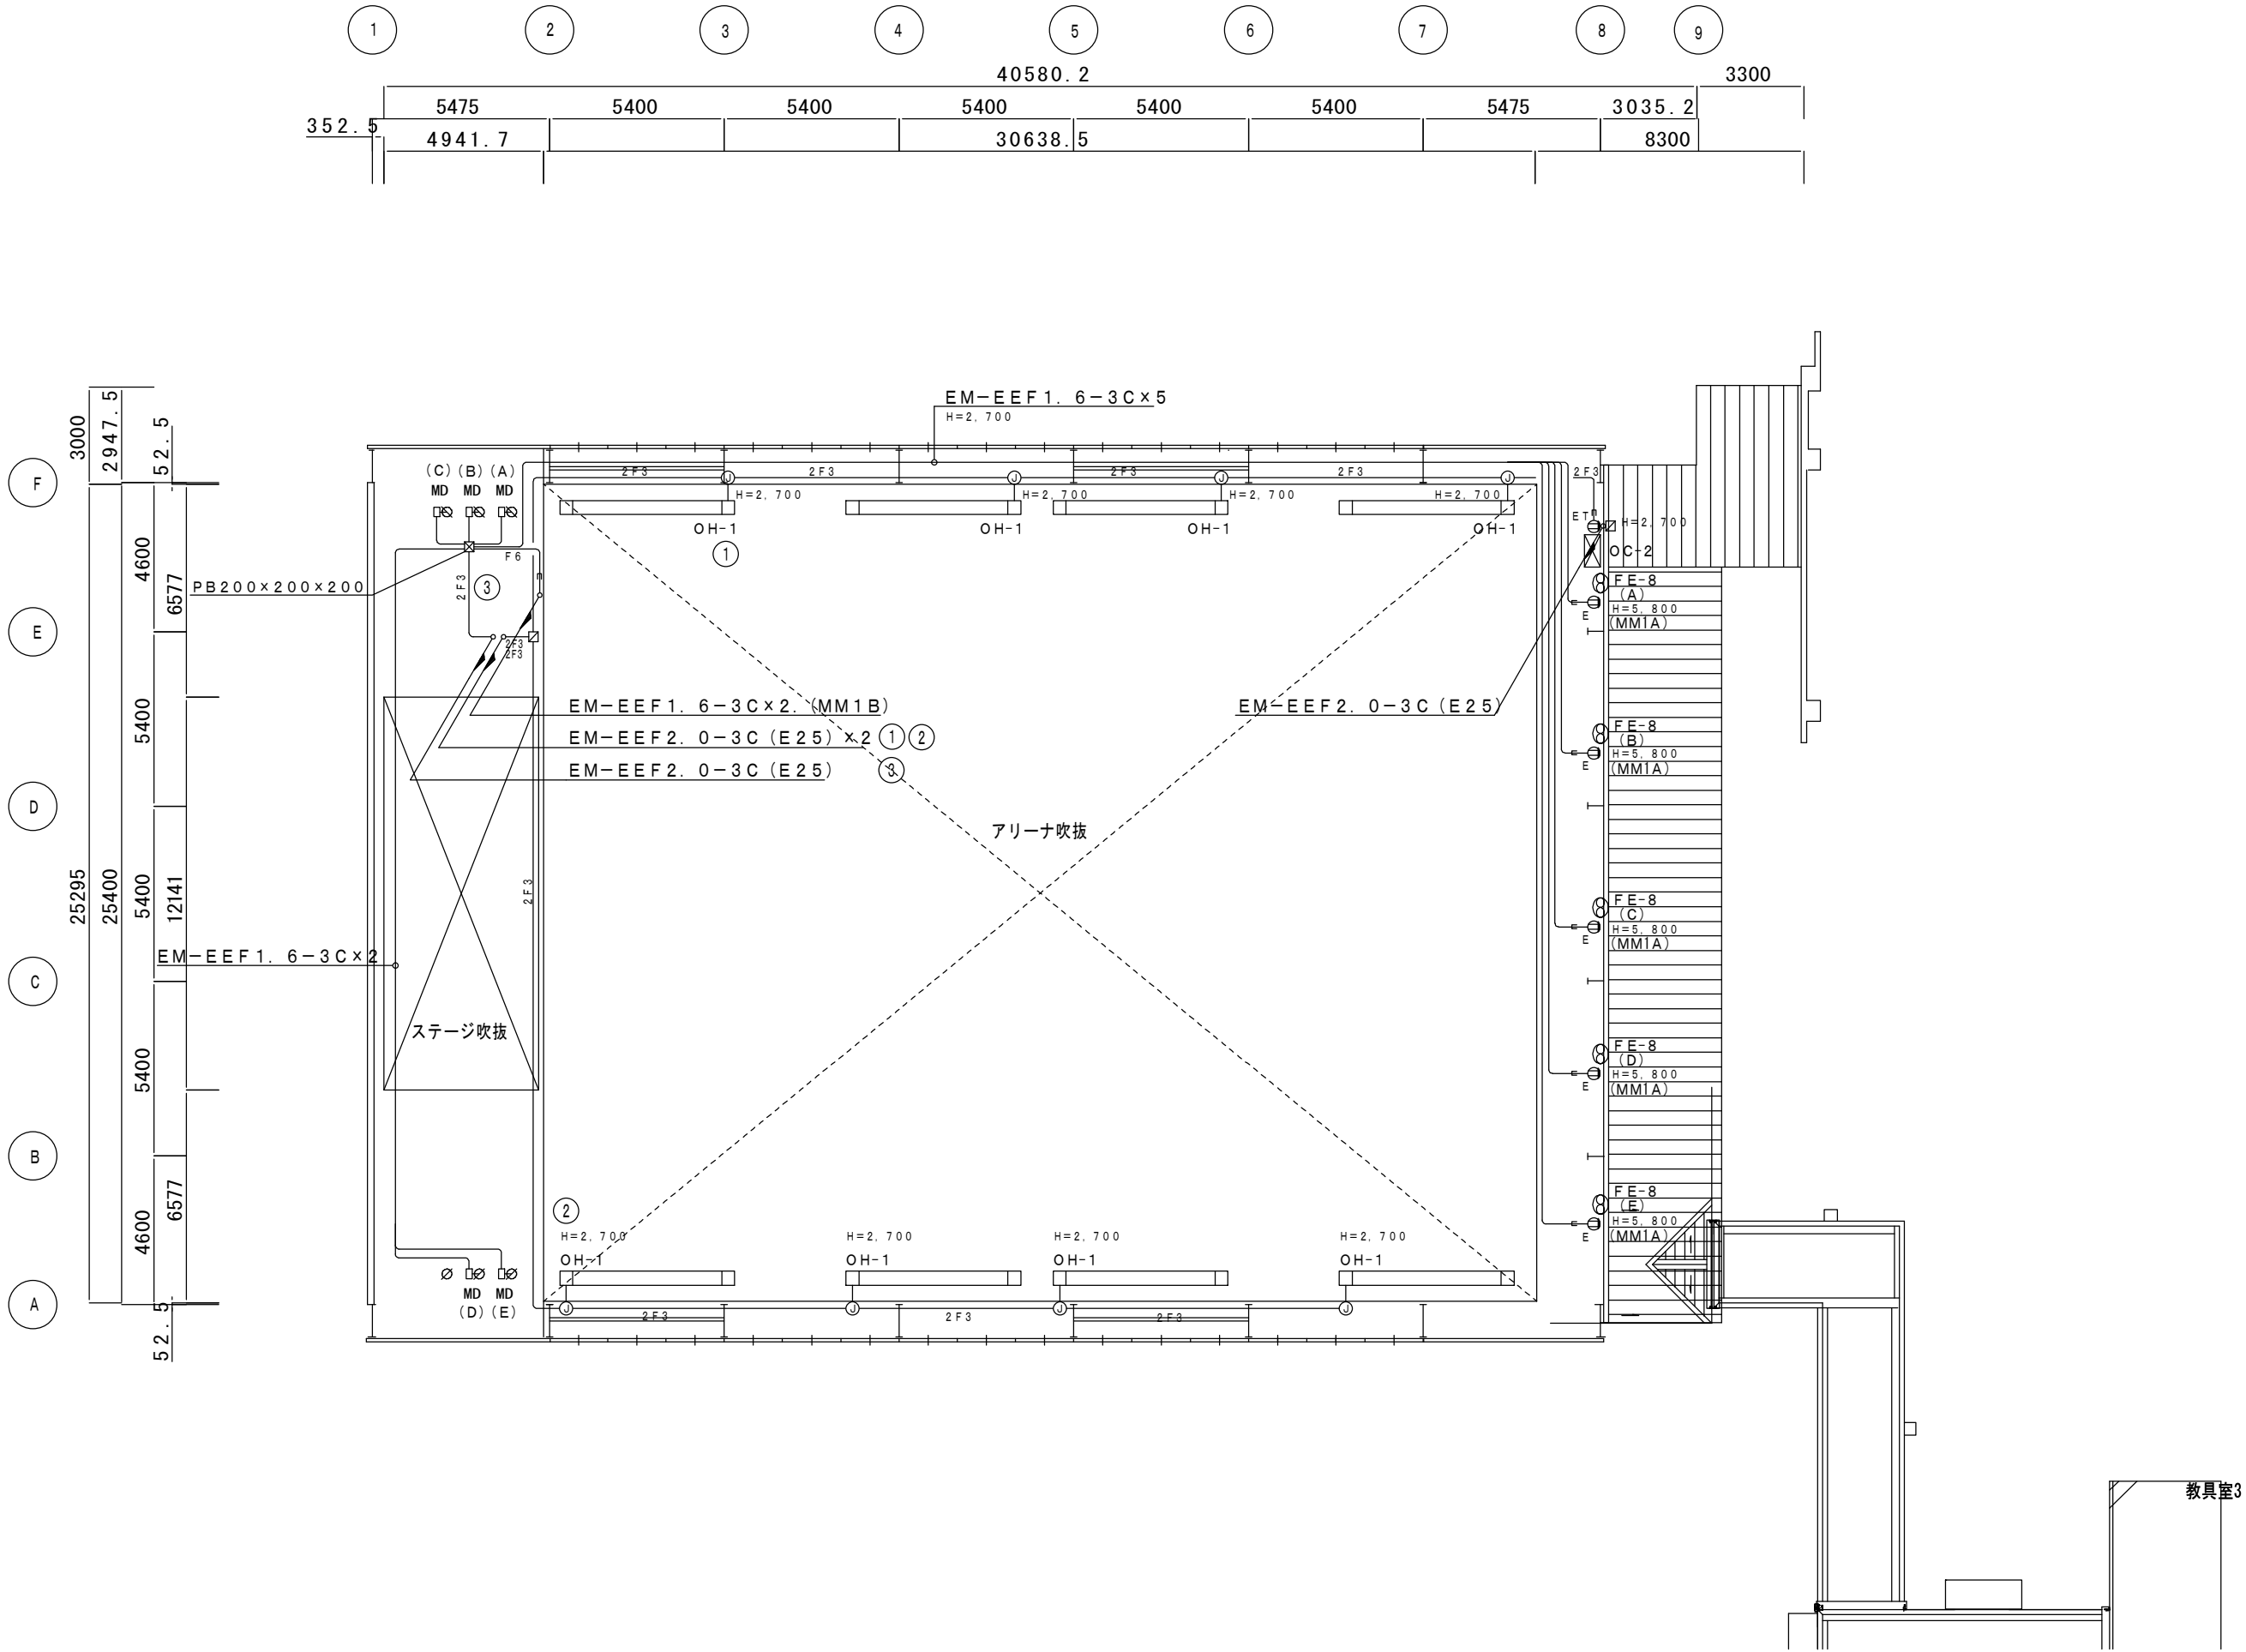 1 2 3 4 5 6 7 8 9
40580.2 3300
5475 5400 5400 5400 5400 5400 5475 3035.2
352.5
4941.7 30638.5 8300
3000
2947.5
52.5
EM-EEF1.6-3C×5
H=2,700
F
(C) (B) (A)
MD MD MD
2F3 2F3 2F3 2F3 2F3
J J J J
H=2,700 H=2,700 H=2,700 H=2,700
OH-1 OH-1 OH-1 OH-1
ET
H=2,700
OC-2
1
F6
4600
6577
PB200×200×200
2F3
3
FE-8
(A)
H=5,800
(MM1A)
E
E
2F3
2F3
EM-EEF1.6-3C×2.(MM1B)
EM-EEF2.0-3C(E25)×2 1 2
EM-EEF2.0-3C(E25) 3
EM-EEF2.0-3C(E25)
5400
FE-8
(B)
H=5,800
(MM1A)
E
D
アリーナ吹抜
25295
25400
5400
12141
2F3
FE-8
(C)
H=5,800
(MM1A)
E
EM-EEF1.6-3C×2
C
ステージ吹抜
5400
FE-8
(D)
H=5,800
(MM1A)
E
B
4600
6577
2
FE-8
(E)
H=5,800
(MM1A)
E
H=2,700 H=2,700 H=2,700 H=2,700
OH-1 OH-1 OH-1 OH-1
MD MD
(D) (E)
A
J J J J
2F3 2F3 2F3
52.5
教具室3